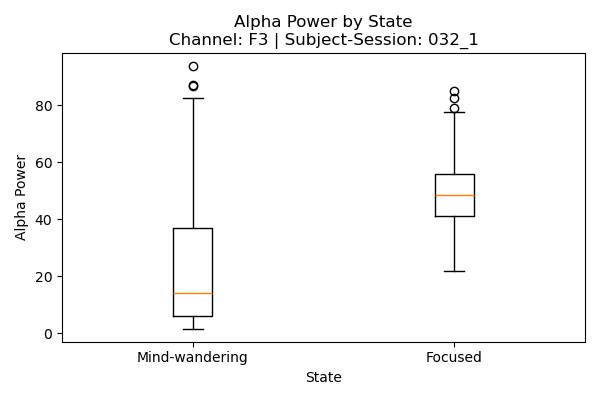 Alpha Power by State
Channel: F3 | Subject-Session: 032_1
Alpha Power
80
60
40
20
0
Mind-wandering
Focused
State